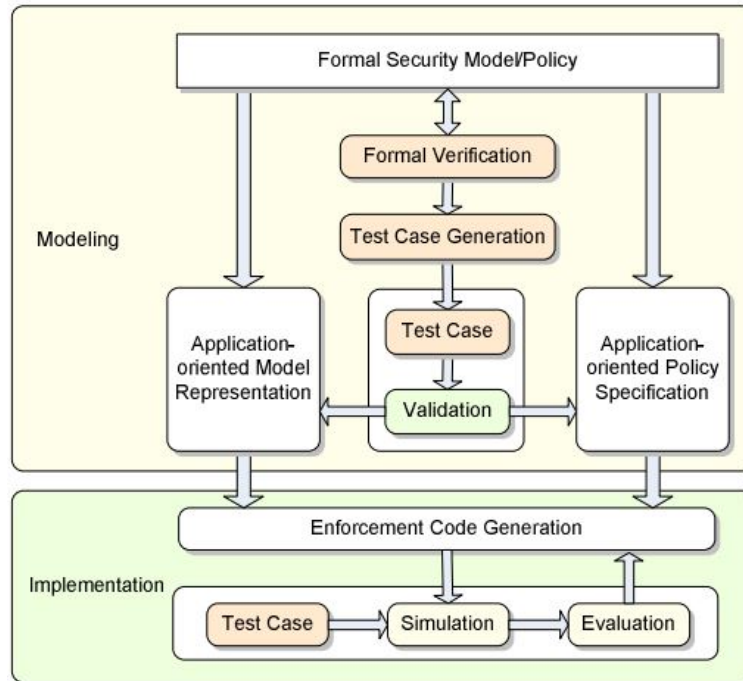 Formal Security Model/Policy
Formal Verification
Modeling
Test Case Generation
Application-
oriented Model
Representation
Test Case
Validation
Application-
oriented Policy
Specification
Enforcement Code Generation
Implementation
Test Case
Simulation
Evaluation